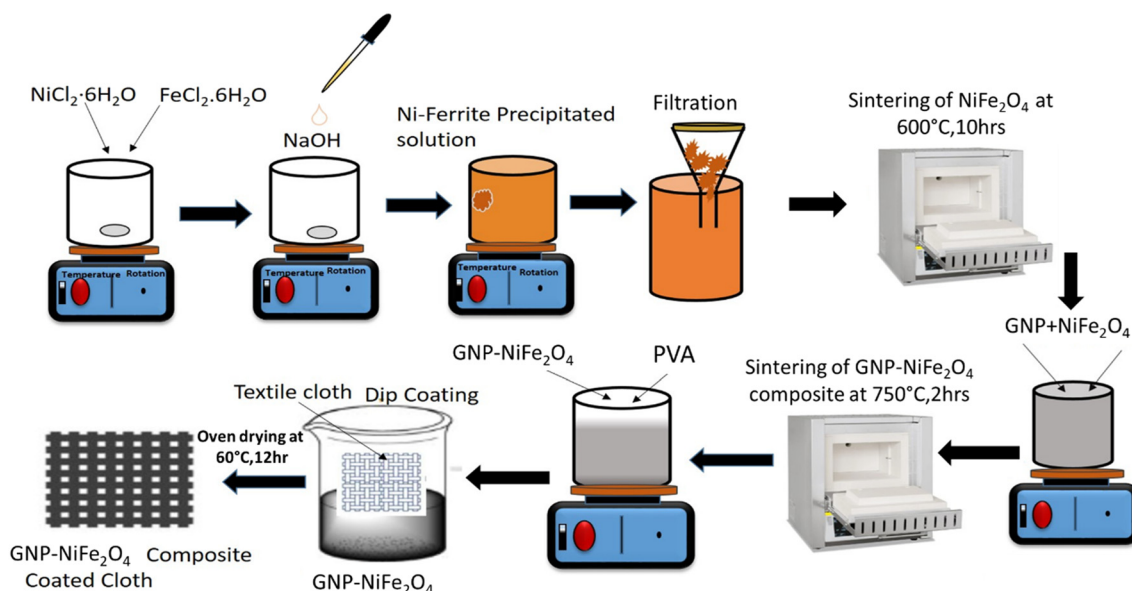 NiCl₂·6H₂O
FeCl₂.6H₂O
NaOH
Ni-Ferrite Precipitated
solution
Filtration
Sintering of NiFe₂O₄ at
600°C,10hrs
Temperature Rotation
Temperature Rotation
Temperature Rotation
GNP+NiFe₂O₄
Sintering of GNP-NiFe₂O₄
composite at 750°C,2hrs
GNP-NiFe₂O₄
PVA
Textile cloth
Dip Coating
GNP-NiFe₂O₄
Oven drying at
60°C,12hr
GNP-NiFe₂O₄ Composite
Coated Cloth